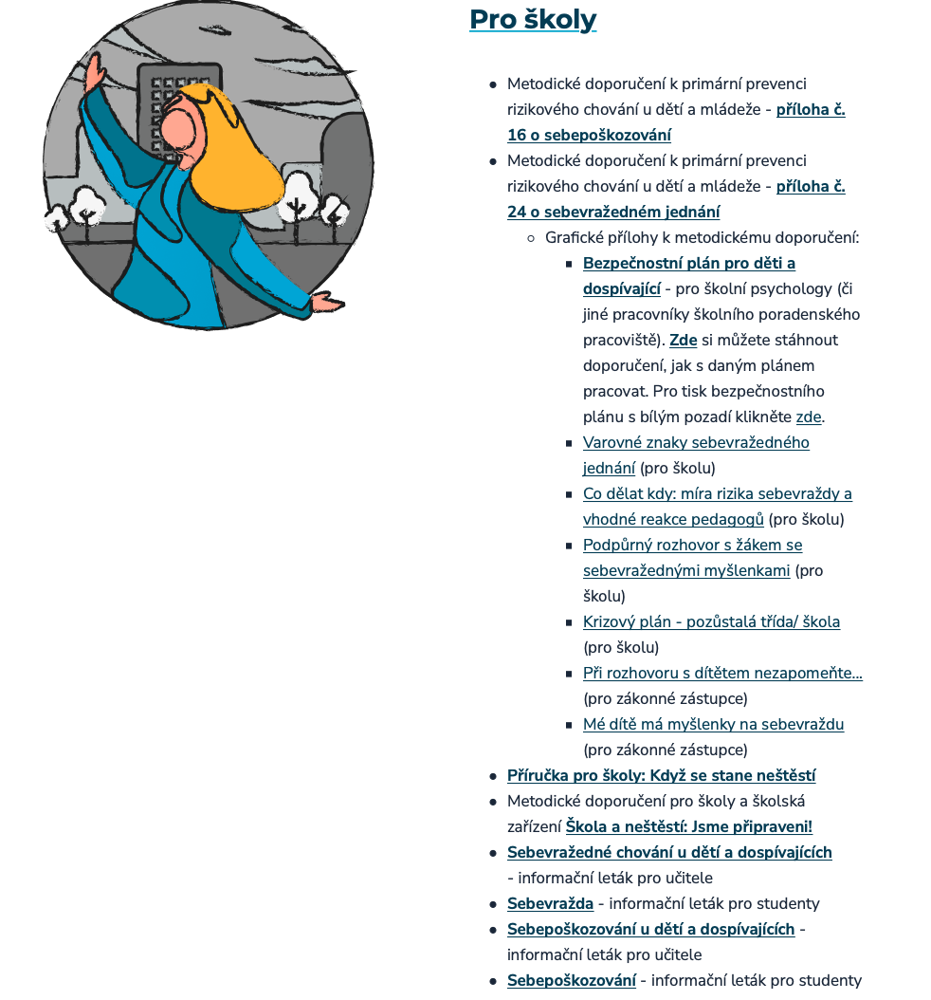 Pro školy
Metodické doporučení k primární prevenci
rizikového chování u dětí a mládeže - příloha č.
16 o sebepoškozování
Metodické doporučení k primární prevenci
rizikového chování u dětí a mládeže - příloha č.
24 o sebevražedném jednání
Grafické přílohy k metodickému doporučení:
Bezpečnostní plán pro děti a
dospívající - pro školní psychology (či
jiné pracovníky školního poradenského
pracoviště). Zde si můžete stáhnout
doporučení, jak s daným plánem
pracovat. Pro tisk bezpečnostního
plánu s bílým pozadí klikněte zde.
Varovné znaky sebevražedného
jednání (pro školu)
Co dělat kdy: míra rizika sebevraždy a
vhodné reakce pedagogů (pro školu)
Podpůrný rozhovor s žákem se
sebevražednými myšlenkami (pro
školu)
Krizový plán - pozůstalá třída/ škola
(pro školu)
Při rozhovoru s dítětem nezapomeňte...
(pro zákonné zástupce)
Mé dítě má myšlenky na sebevraždu
(pro zákonné zástupce)
Příručka pro školy: Když se stane neštěstí
Metodické doporučení pro školy a školská
zařízení Škola a neštěstí: Jsme připraveni!
Sebevražedné chování u dětí a dospívajících
- informační leták pro učitele
Sebevražda - informační leták pro studenty
Sebepoškozování u dětí a dospívajících -
informační leták pro učitele
Sebepoškozování - informační leták pro studenty